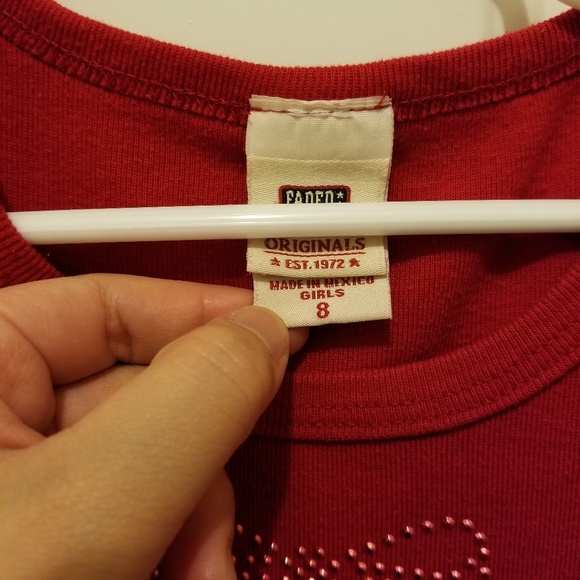 FADED★
ORIGINALS
★ EST. 1972 ★
MADE IN MEXICO
GIRLS
8